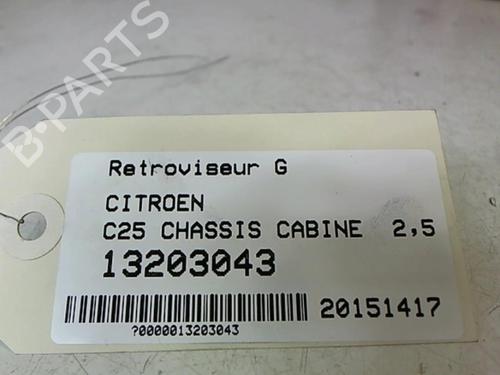 B-PARTS
Retroviseur G
CITROEN
C25 CHASSIS CABINE 2,5
13203043
20151417
?0000013203043